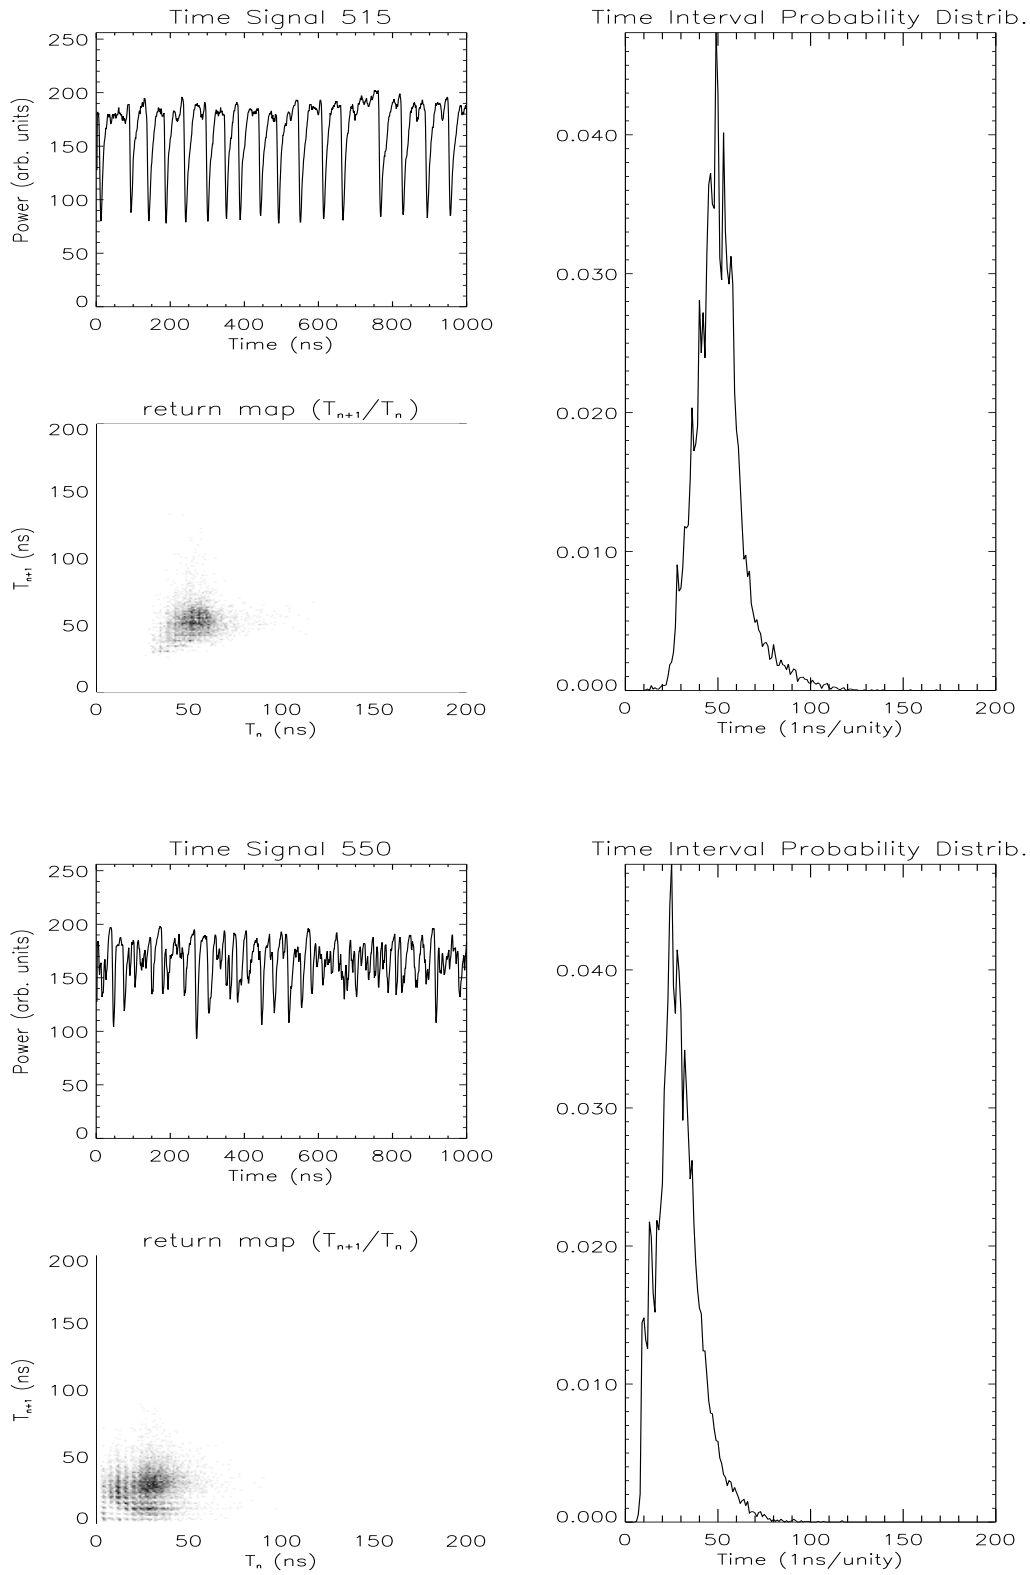 Time Signal 515
250
200
150
100
50
0
Power (arb. units)
0 200 400 600 800 1000
Time (ns)
return map (Tn+1/Tn)
200
150
100
50
0
Tn+1 (ns)
0 50 100 150 200
Tn (ns)
Time Interval Probability Distrib.
0.040
0.030
0.020
0.010
0.000
0 50 100 150 200
Time (1ns/unity)
Time Signal 550
250
200
150
100
50
0
Power (arb. units)
0 200 400 600 800 1000
Time (ns)
return map (Tn+1/Tn)
200
150
100
50
0
Tn+1 (ns)
0 50 100 150 200
Tn (ns)
Time Interval Probability Distrib.
0.040
0.030
0.020
0.010
0.000
0 50 100 150 200
Time (1ns/unity)